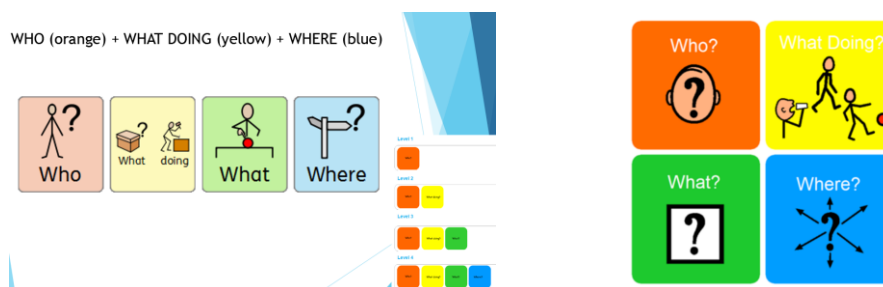 WHO (orange) + WHAT DOING (yellow) + WHERE (blue)
Who
What doing
What
Where
Level 1
Level 2
Level 3
Level 4
Who?
What Doing?
What?
Where?